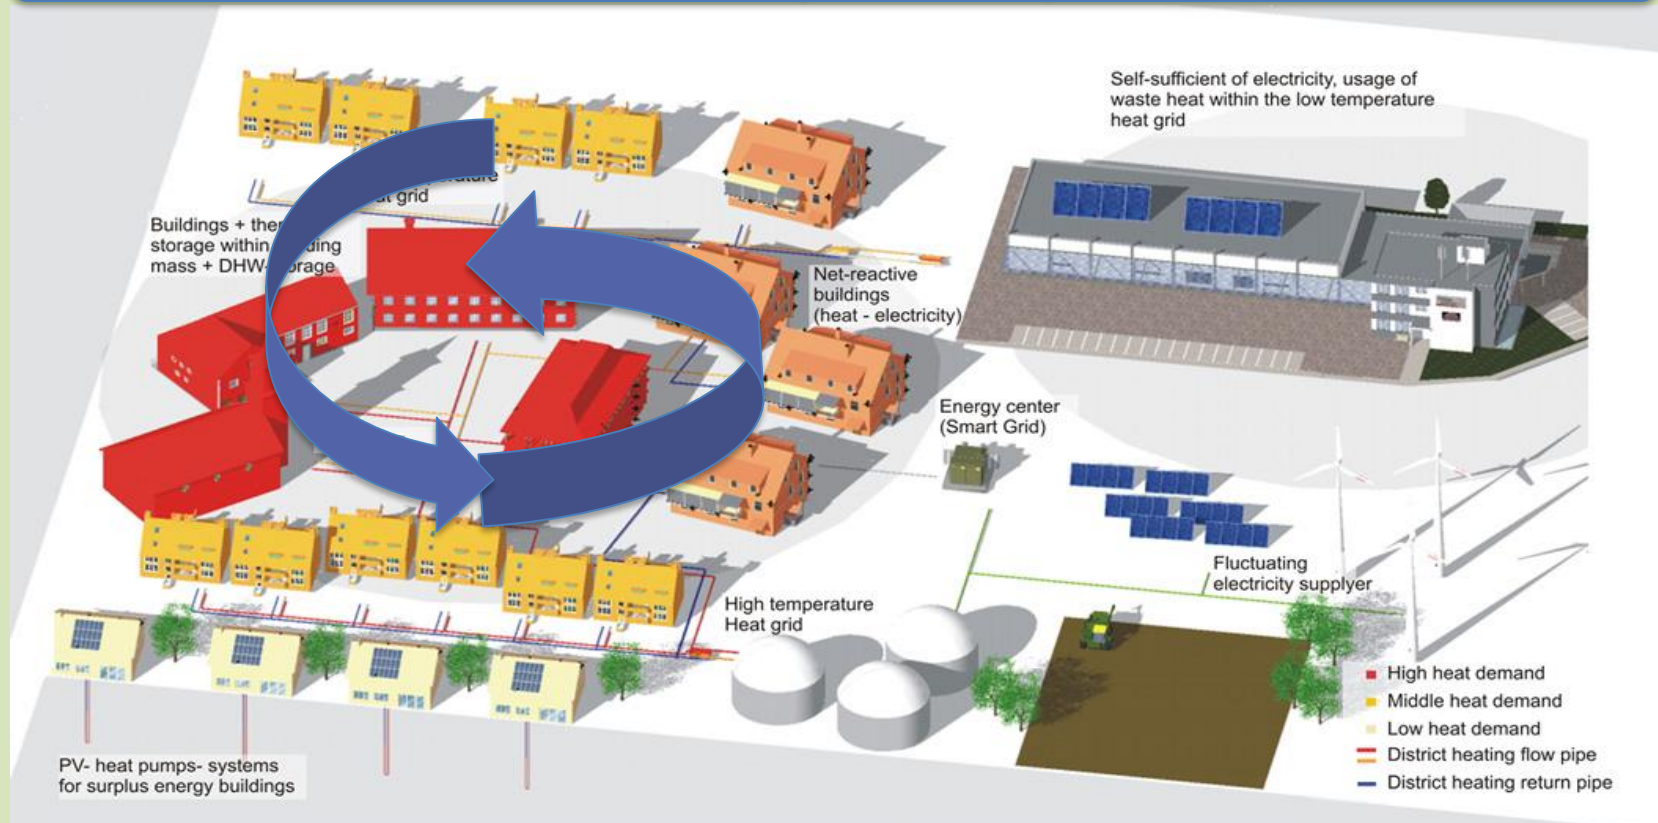 Self-sufficient of electricity, usage of
waste heat within the low temperature
heat grid
grid
Buildings +
storage within
mass + DHW-
Net-reactive
buildings
(heat - electricity)
Energy center
(Smart Grid)
Fluctuating
electricity supplyer
High temperature
Heat grid
PV- heat pumps- systems
for surplus energy buildings
High heat demand
Middle heat demand
Low heat demand
District heating flow pipe
District heating return pipe